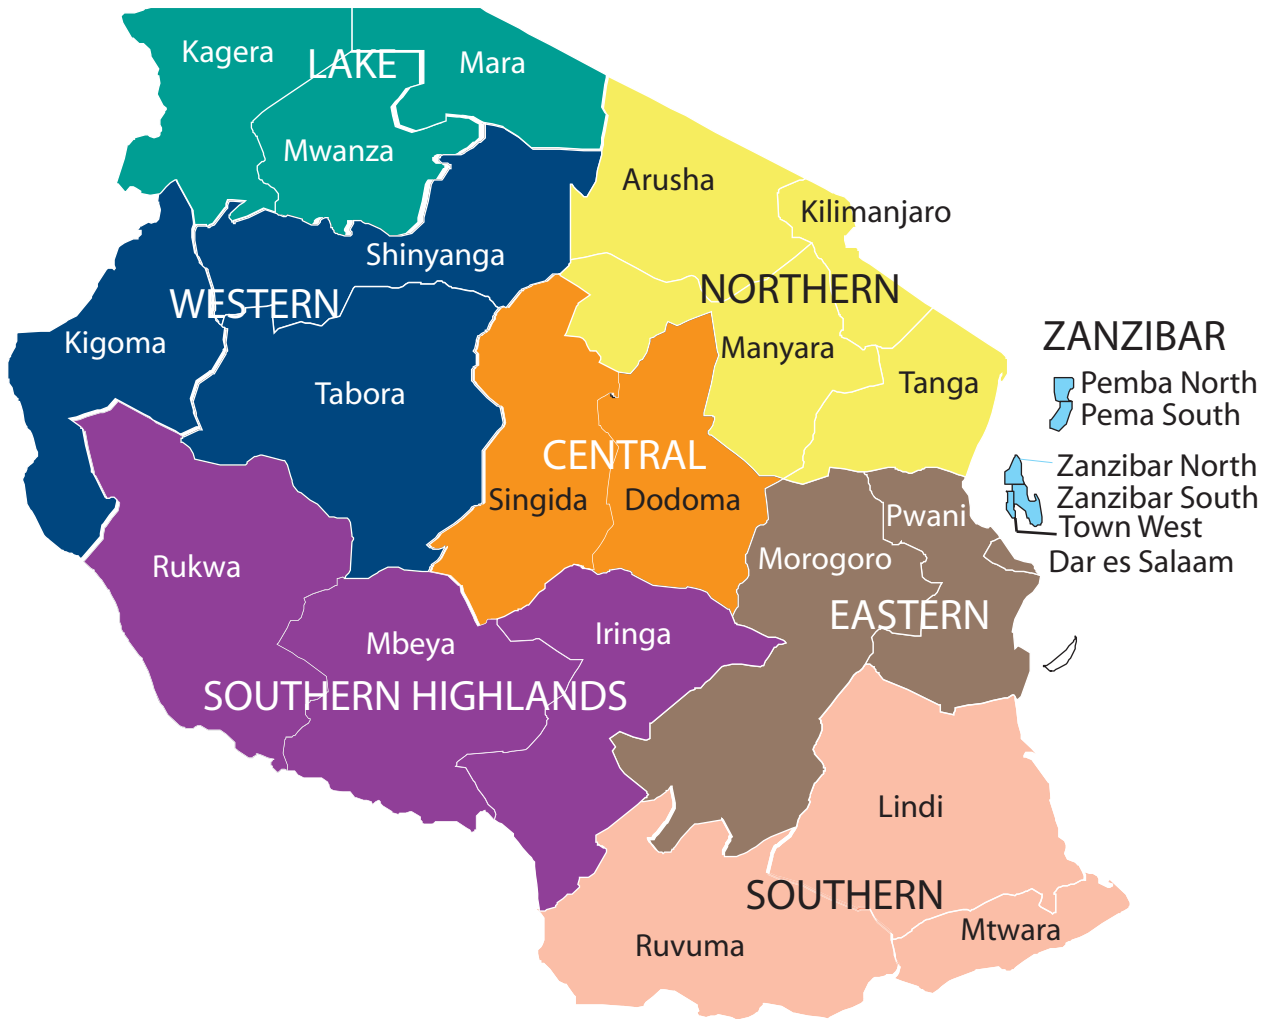 Kagera
LAKE
Mara
Mwanza
Arusha
Kilimanjaro
Shinyanga
WESTERN
NORTHERN
Kigoma
Manyara
ZANZIBAR
Tabora
Tanga
Pemba North
Pema South
CENTRAL
Singida
Dodoma
Zanzibar North
Zanzibar South
Town West
Pwani
Morogoro
Dar es Salaam
Rukwa
EASTERN
Mbeya
Iringa
SOUTHERN HIGHLANDS
Lindi
SOUTHERN
Ruvuma
Mtwara